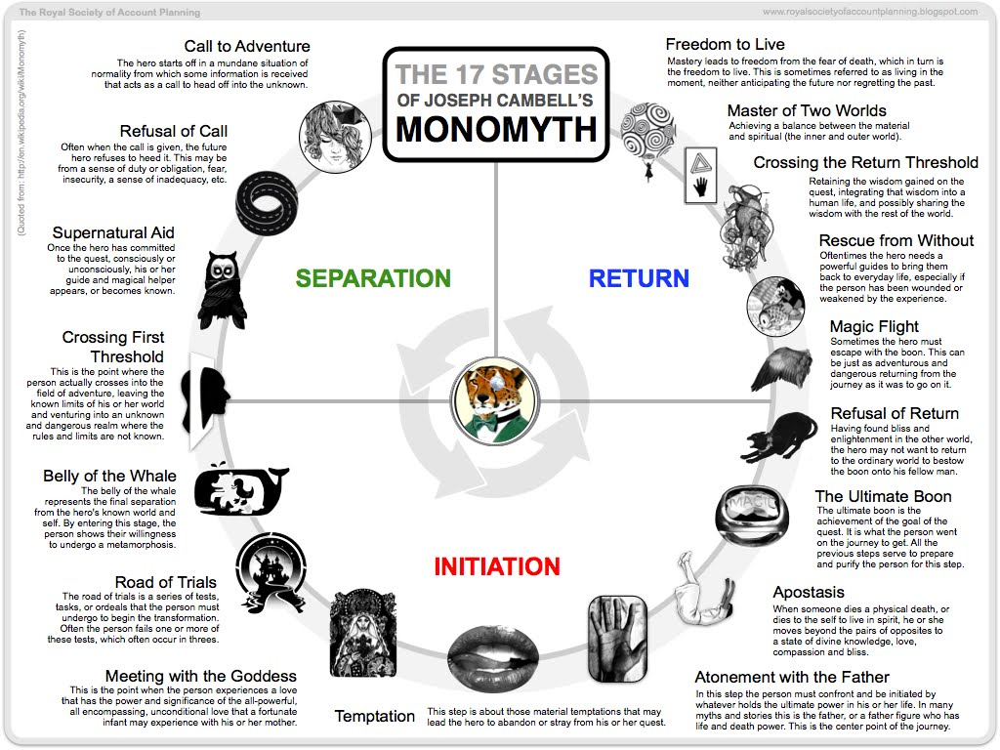 The Royal Society of Account Planning
www.royalsocietyofaccountplanning.blogspot.com
(Quoted from: http://en.wikipedia.org/wiki/Monomyth)
THE 17 STAGES
OF JOSEPH CAMBELL'S
MONOMYTH
Call to Adventure
The hero starts off in a mundane situation of
normality from which some information is received
that acts as a call to head off into the unknown.
Refusal of Call
Often when the call is given, the future
hero refuses to heed it. This may be
from a sense of duty or obligation, fear,
insecurity, a sense of inadequacy, etc.
Supernatural Aid
Once the hero has committed
to the quest, consciously or
unconsciously, his or her
guide and magical helper
appears, or becomes known.
Crossing First
Threshold
This is the point where the
person actually crosses into the
field of adventure, leaving the
known limits of his or her world
and venturing into an unknown
and dangerous realm where the
rules and limits are not known.
Belly of the Whale
The belly of the whale
represents the final separation
from the hero's known world and
self. By entering this stage, the
person shows their willingness
to undergo a metamorphosis.
Road of Trials
The road of trials is a series of tests,
tasks, or ordeals that the person must
undergo to begin the transformation.
Often the person fails one or more of
these tests, which often occur in threes.
Meeting with the Goddess
This is the point when the person experiences a love
that has the power and significance of the all-powerful,
all encompassing, unconditional love that a fortunate
infant may experience with his or her mother.
Temptation
This step is about those material temptations that may
lead the hero to abandon or stray from his or her quest.
Atonement with the Father
In this step the person must confront and be initiated by
whatever holds the ultimate power in his or her life. In many
myths and stories this is the father, or a father figure who has
life and death power. This is the center point of the journey.
Apostasis
When someone dies a physical death, or
dies to the self to live in spirit, he or she
moves beyond the pairs of opposites to
a state of divine knowledge, love,
compassion and bliss.
The Ultimate Boon
The ultimate boon is the
achievement of the goal of the
quest. It is what the person went
on the journey to get. All the
previous steps serve to prepare
and purify the person for this step.
MAGIC
Refusal of Return
Having found bliss and
enlightenment in the other world,
the hero may not want to return
to the ordinary world to bestow
the boon onto his fellow man.
Magic Flight
Sometimes the hero must
escape with the boon. This can
be just as adventurous and
dangerous returning from the
journey as it was to go on it.
Rescue from Without
Oftentimes the hero needs a
powerful guides to bring them
back to everyday life, especially if
the person has been wounded or
weakened by the experience.
Crossing the Return Threshold
Retaining the wisdom gained on the
quest, integrating that wisdom into a
human life, and possibly sharing the
wisdom with the rest of the world.
Master of Two Worlds
Achieving a balance between the material
and spiritual (the inner and outer world).
Freedom to Live
Mastery leads to freedom from the fear of death, which in turn is
the freedom to live. This is sometimes referred to as living in the
moment, neither anticipating the future nor regretting the past.
SEPARATION
RETURN
INITIATION